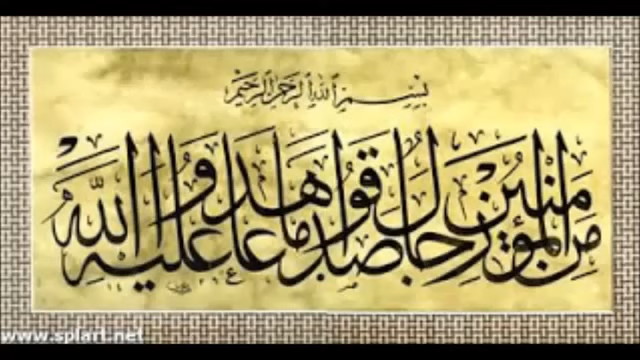 بسم الله الرحمن الرحيم
من المؤمنين رجال صدقوا ما عاهدوا الله عليه
www.splart.net